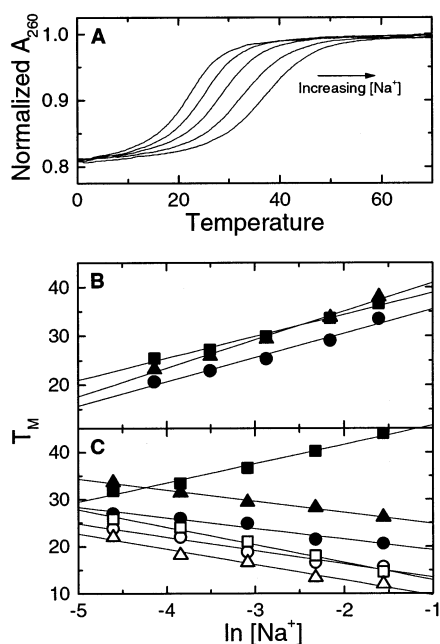 A
Normalized A260
1.0
0.9
0.8
Increasing [Na+]
0 20 40 60
Temperature
B
40
30
20
TM
C
40
30
20
10
-5 -4 -3 -2 -1
ln [Na+]